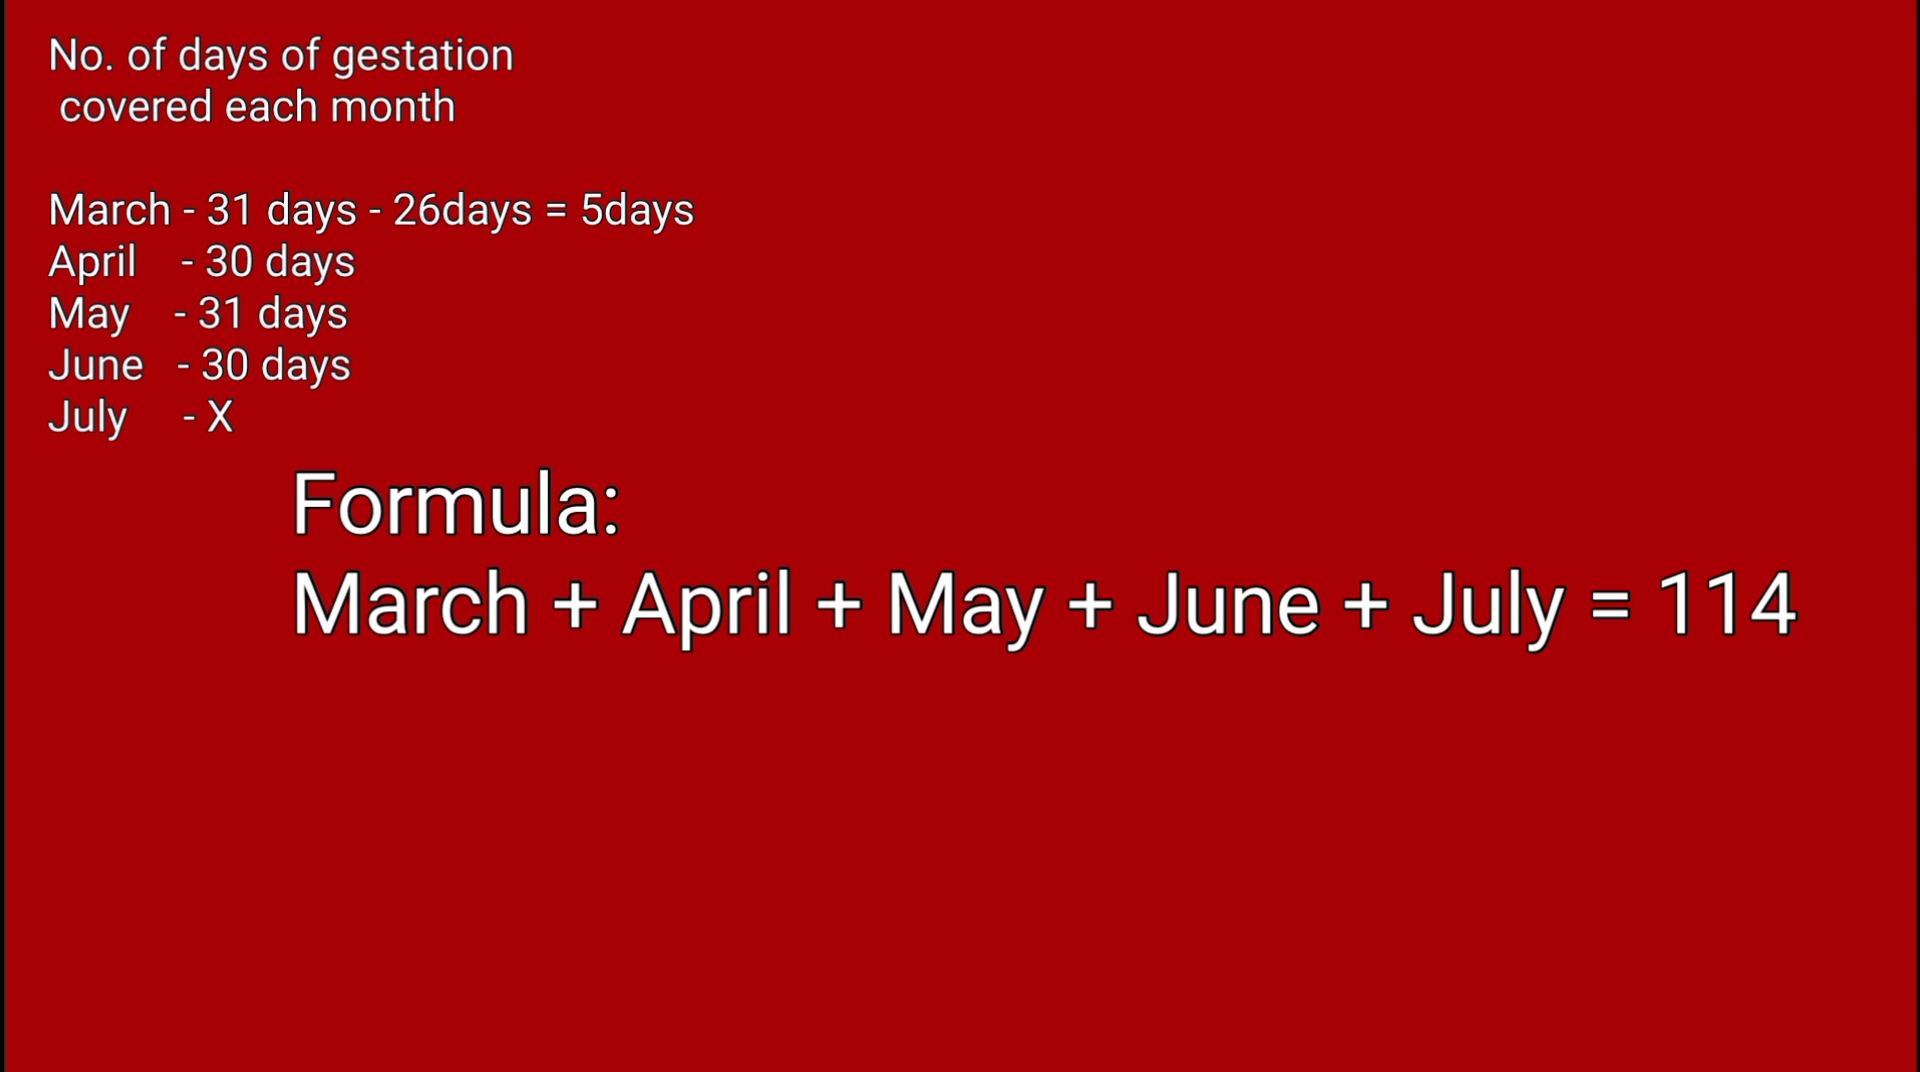 No. of days of gestation
covered each month
March - 31 days - 26days = 5days
April - 30 days
May - 31 days
June - 30 days
July - X
Formula:
March + April + May + June + July = 114